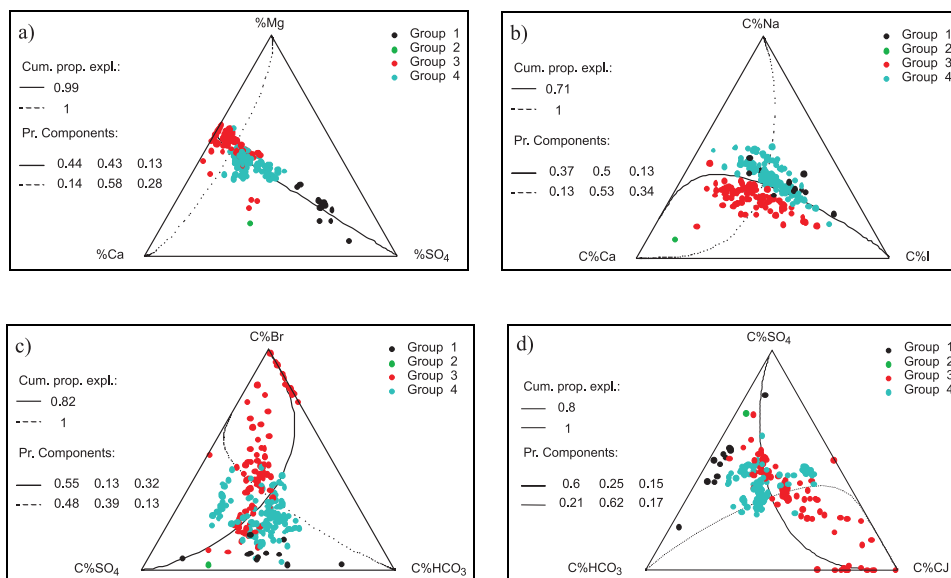 a)
%Mg
Group 1
Group 2
Group 3
Group 4
Cum. prop. expl.:
0.99
1
Pr. Components:
0.44 0.43 0.13
0.14 0.58 0.28
%Ca
%SO4
b)
C%Na
Group 1
Group 2
Group 3
Group 4
Cum. prop. expl.:
0.71
1
Pr. Components:
0.37 0.5 0.13
0.13 0.53 0.34
C%Ca
C%I
c)
C%Br
Group 1
Group 2
Group 3
Group 4
Cum. prop. expl.:
0.82
1
Pr. Components:
0.55 0.13 0.32
0.48 0.39 0.13
C%SO4
C%HCO3
d)
C%SO4
Group 1
Group 2
Group 3
Group 4
Cum. prop. expl.:
0.8
1
Pr. Components:
0.6 0.25 0.15
0.21 0.62 0.17
C%HCO3